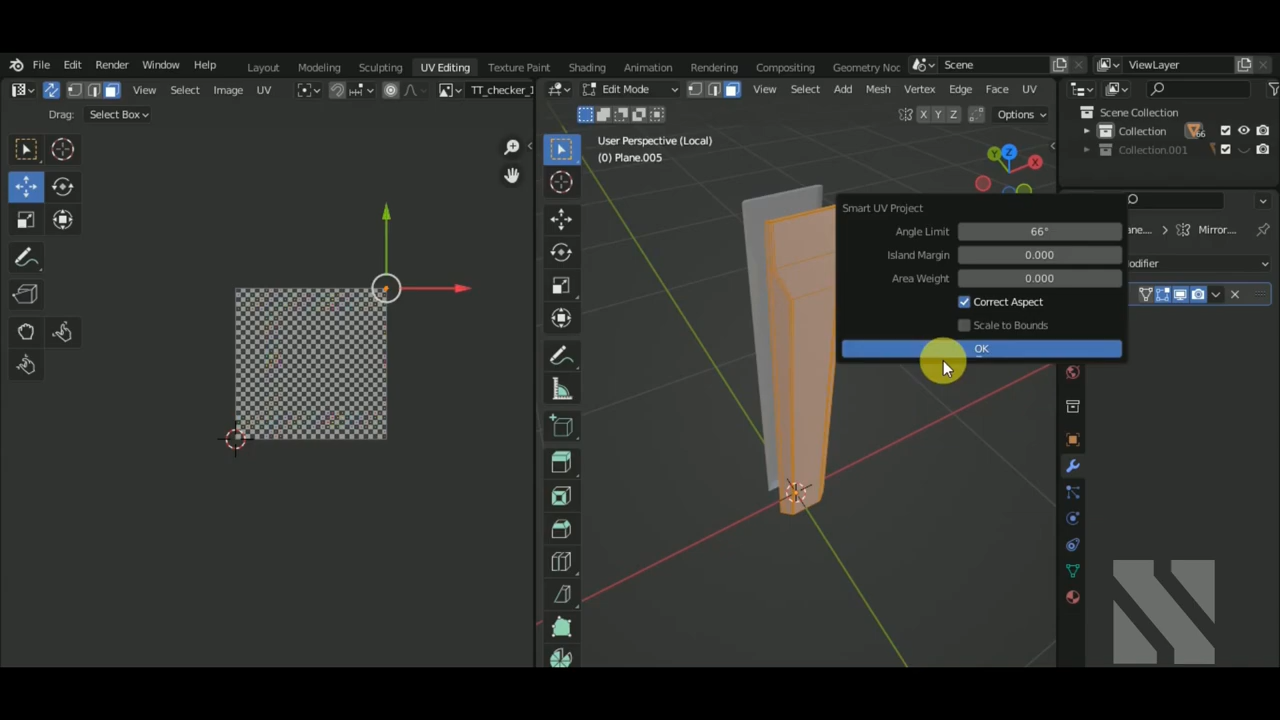 File Edit Render Window Help Layout Modeling Sculpting UV Editing Texture Paint Shading Animation Rendering Compositing Geometry Noc Scene ViewLayer
View Select Image UV TT_checker_1 Edit Mode View Select Add Mesh Vertex Edge Face UV
Drag: Select Box X Y Z Options
Scene Collection
Collection 66
Collection.001
User Perspective (Local)
(0) Plane.005
Z
Y
X
Smart UV Project
Angle Limit 66°
Island Margin 0.000
Area Weight 0.000
Correct Aspect
Scale to Bounds
OK
ane... Mirror...
odifier